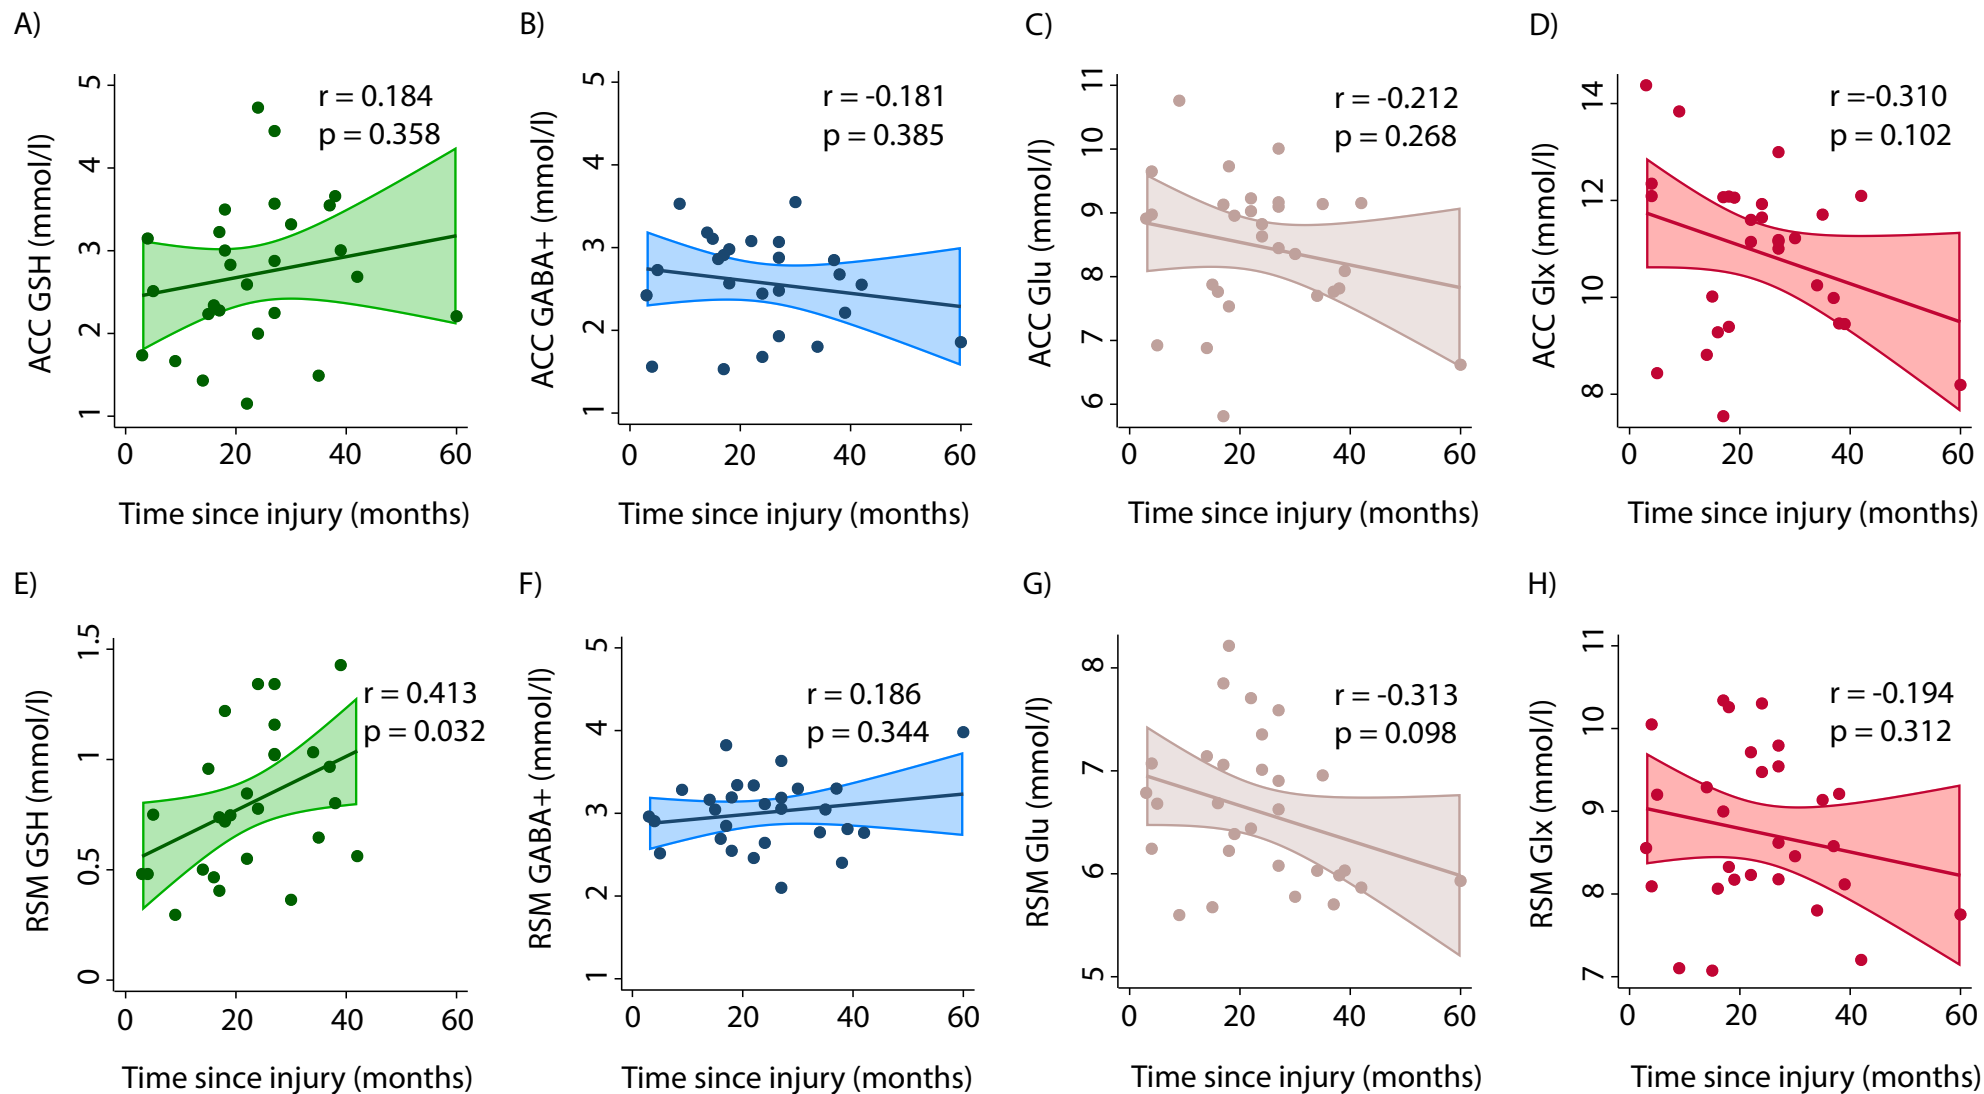 A)
ACC GSH (mmol/l)
5
4
3
2
1
r = 0.184
p = 0.358
0 20 40 60
Time since injury (months)
B)
ACC GABA+ (mmol/l)
5
4
3
2
1
r = -0.181
p = 0.385
0 20 40 60
Time since injury (months)
C)
ACC Glu (mmol/l)
11
10
9
8
7
6
r = -0.212
p = 0.268
0 20 40 60
Time since injury (months)
D)
ACC Glx (mmol/l)
14
12
10
8
r =-0.310
p = 0.102
0 20 40 60
Time since injury (months)
E)
RSM GSH (mmol/l)
1.5
1
0.5
0
r = 0.413
p = 0.032
0 20 40 60
Time since injury (months)
F)
RSM GABA+ (mmol/l)
5
4
3
2
1
r = 0.186
p = 0.344
0 20 40 60
Time since injury (months)
G)
RSM Glu (mmol/l)
8
7
6
5
r = -0.313
p = 0.098
0 20 40 60
Time since injury (months)
H)
RSM Glx (mmol/l)
11
10
9
8
7
r = -0.194
p = 0.312
0 20 40 60
Time since injury (months)